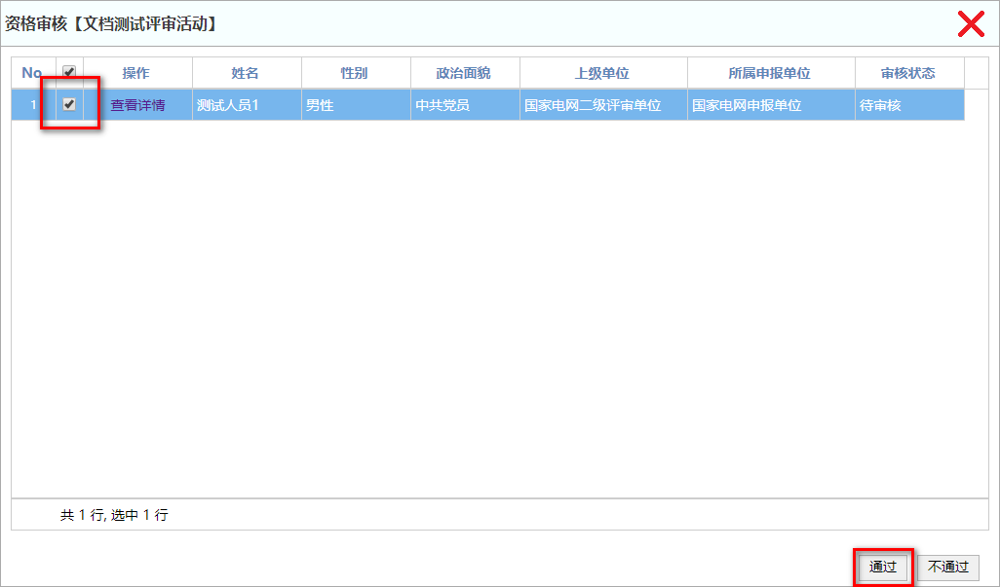 资格审核【文档测试评审活动】
No 操作 姓名 性别 政治面貌 上级单位 所属申报单位 审核状态
1 查看详情 测试人员1 男性 中共党员 国家电网二级评审单位 国家电网申报单位 待审核
共 1 行, 选中 1 行
通过 不通过